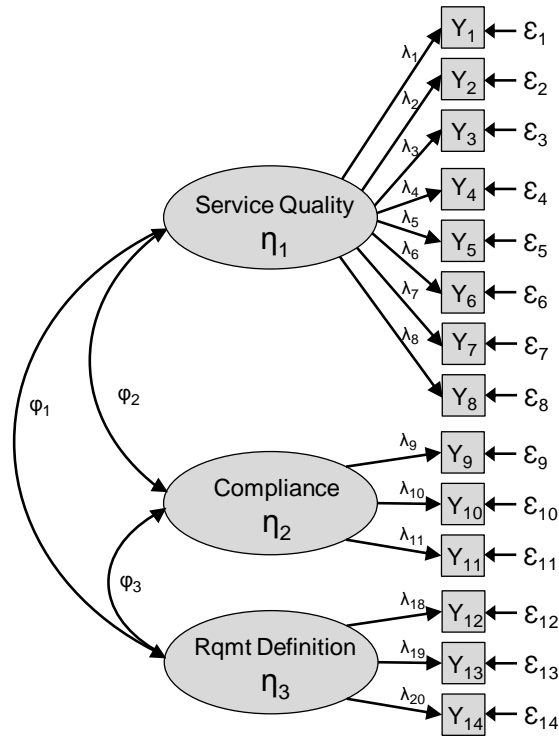 λ₁ Y₁ ε₁
λ₂ Y₂ ε₂
λ₃ Y₃ ε₃
λ₄ Y₄ ε₄
Service Quality
η₁
λ₅ Y₅ ε₅
λ₆ Y₆ ε₆
λ₇ Y₇ ε₇
λ₈ Y₈ ε₈
φ₁
φ₂
λ₉ Y₉ ε₉
Compliance
η₂
λ₁₀ Y₁₀ ε₁₀
λ₁₁ Y₁₁ ε₁₁
φ₃
λ₁₈ Y₁₂ ε₁₂
Rqmt Definition
η₃
λ₁₉ Y₁₃ ε₁₃
λ₂₀ Y₁₄ ε₁₄